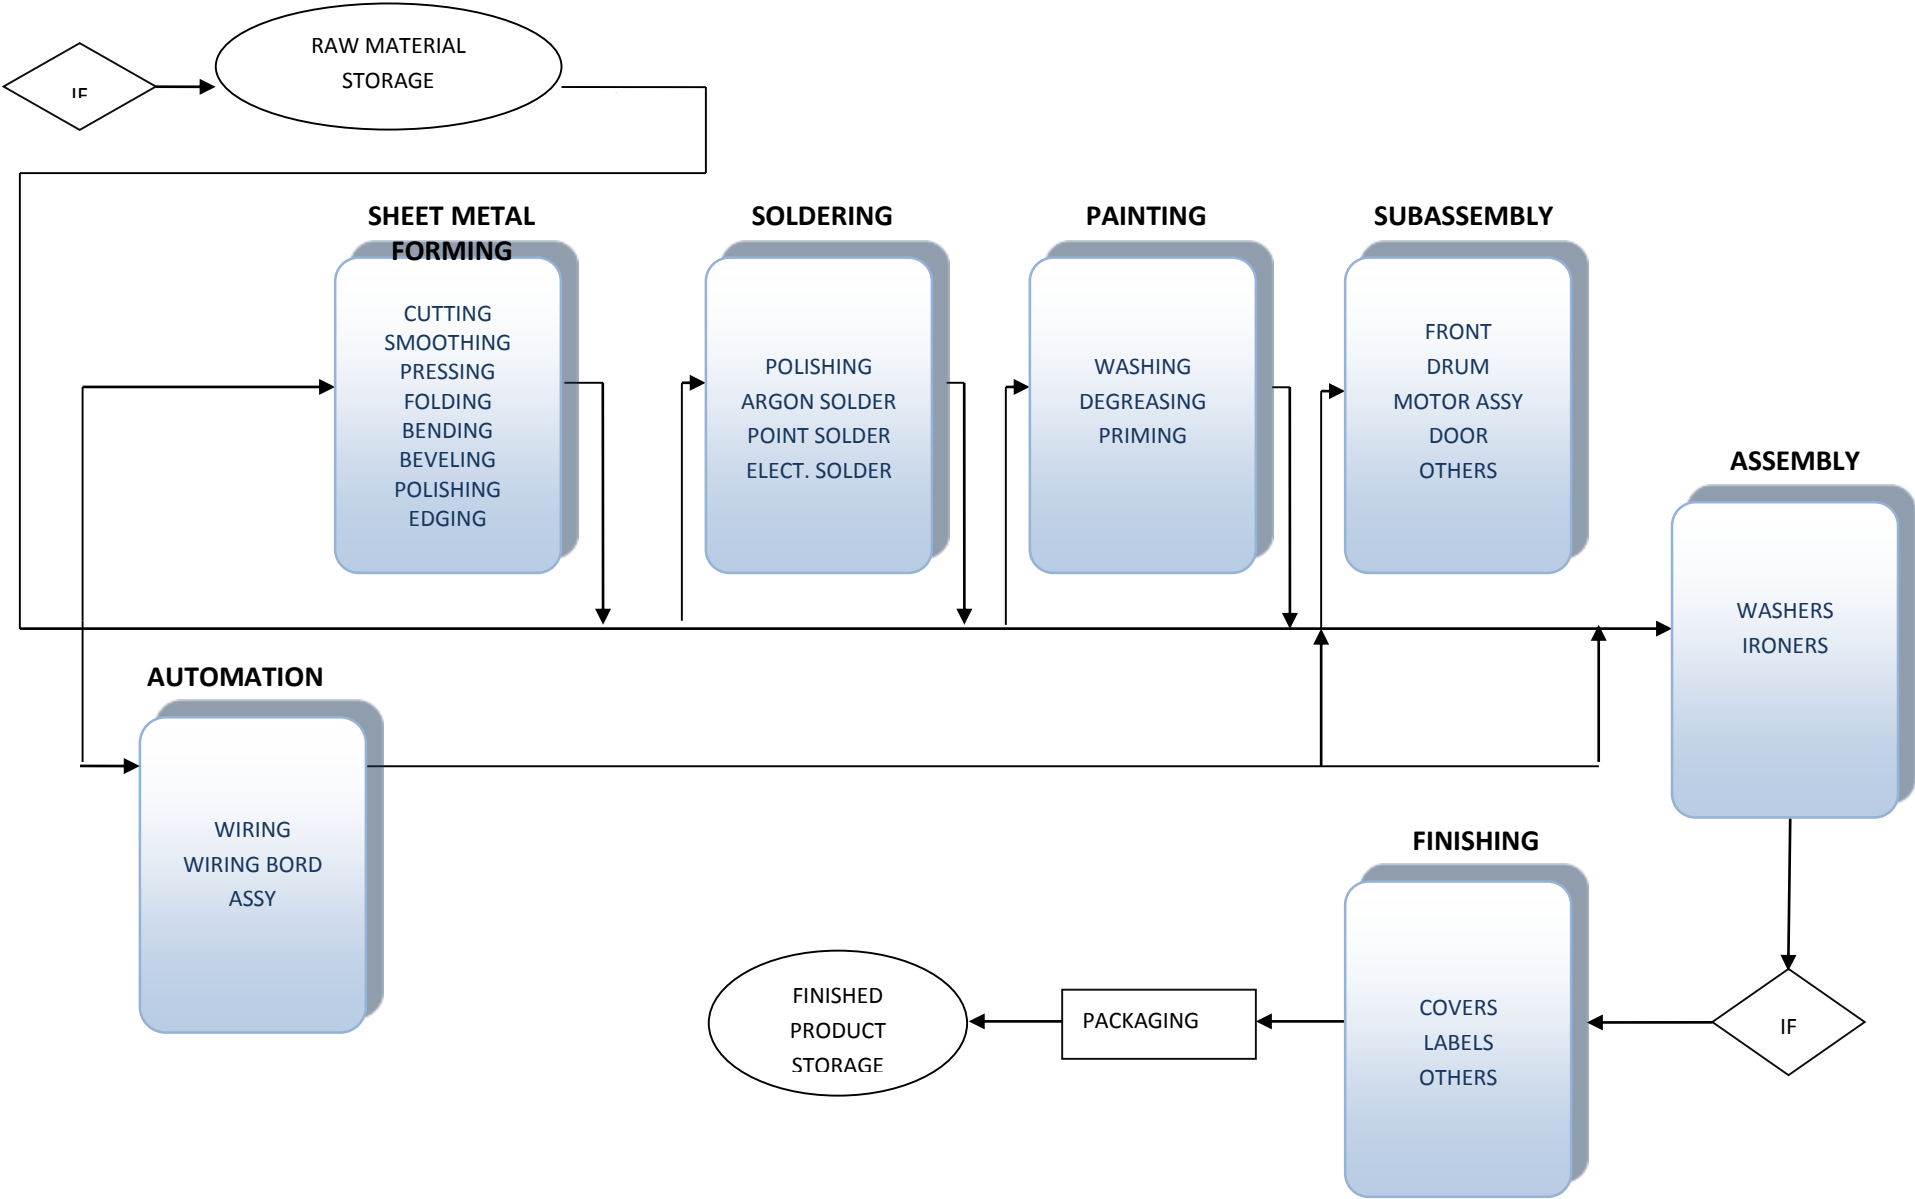 RAW MATERIAL
STORAGE
IF
SHEET METAL
FORMING
CUTTING
SMOOTHING
PRESSING
FOLDING
BENDING
BEVELING
POLISHING
EDGING
SOLDERING
POLISHING
ARGON SOLDER
POINT SOLDER
ELECT. SOLDER
PAINTING
WASHING
DEGREASING
PRIMING
SUBASSEMBLY
FRONT
DRUM
MOTOR ASSY
DOOR
OTHERS
ASSEMBLY
WASHERS
IRONERS
AUTOMATION
WIRING
WIRING BORD
ASSY
FINISHING
COVERS
LABELS
OTHERS
IF
PACKAGING
FINISHED
PRODUCT
STORAGE